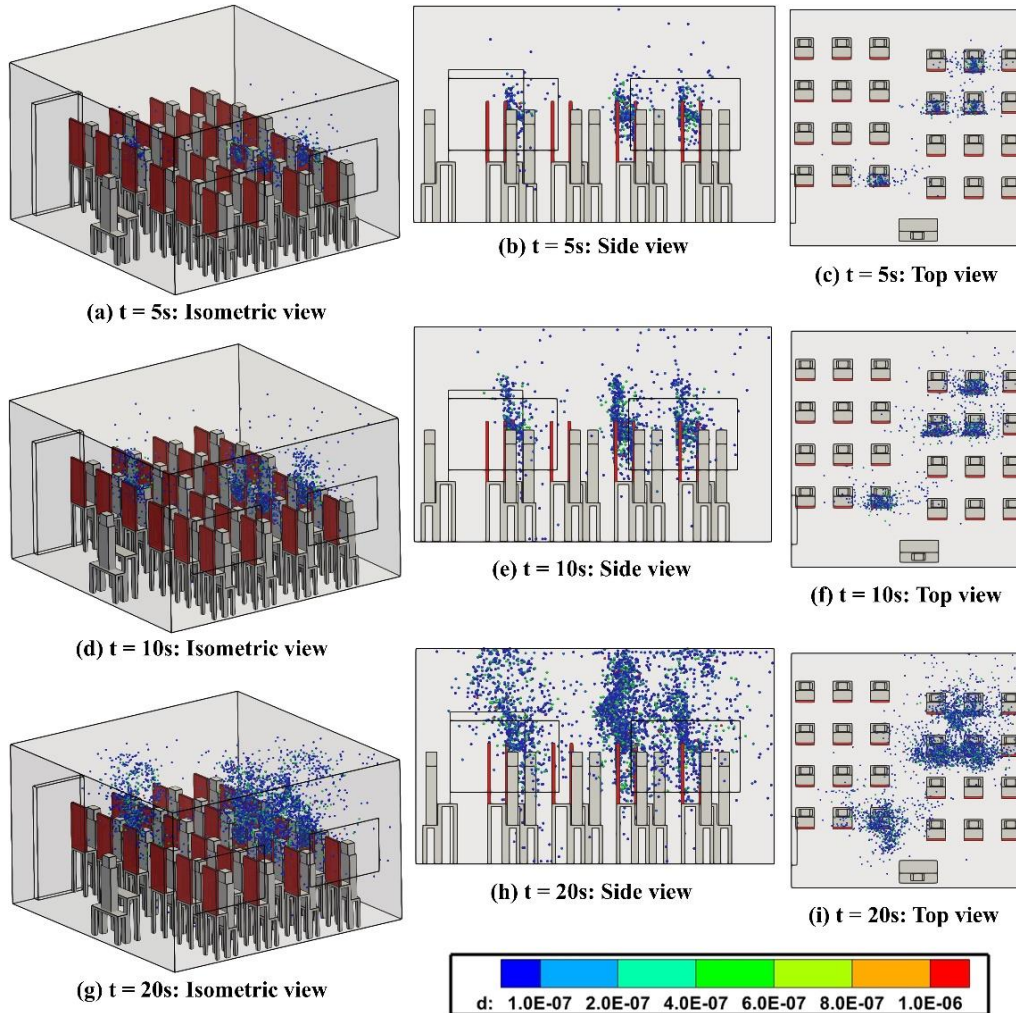 (a) t = 5s: Isometric view
(b) t = 5s: Side view
(c) t = 5s: Top view
(d) t = 10s: Isometric view
(e) t = 10s: Side view
(f) t = 10s: Top view
(g) t = 20s: Isometric view
(h) t = 20s: Side view
(i) t = 20s: Top view
d: 1.0E-07 2.0E-07 4.0E-07 6.0E-07 8.0E-07 1.0E-06